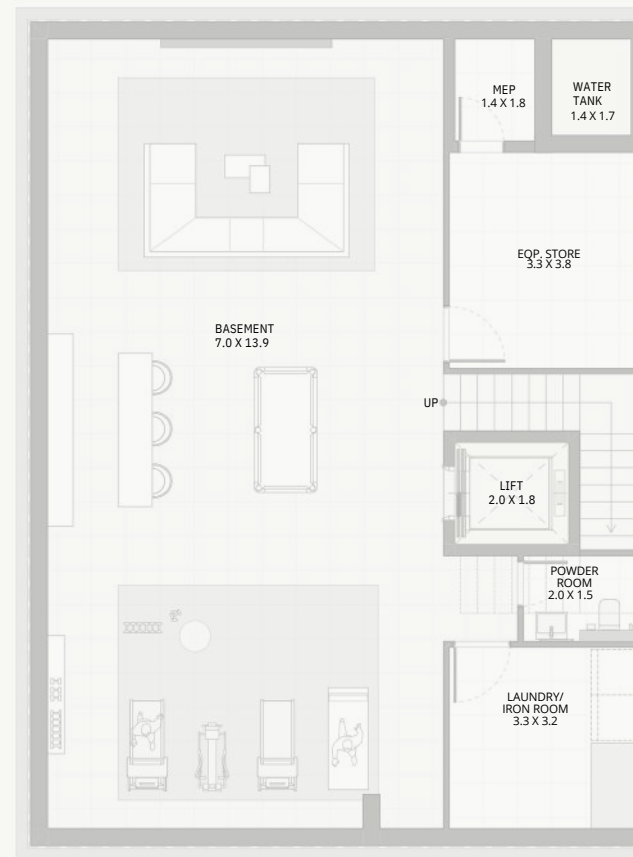 MEP
1.4 X 1.8
WATER
TANK
1.4 X 1.7
EQP. STORE
3.3 X 3.8
BASEMENT
7.0 X 13.9
UP
LIFT
2.0 X 1.8
POWDER
ROOM
2.0 X 1.5
LAUNDRY/
IRON ROOM
3.3 X 3.2